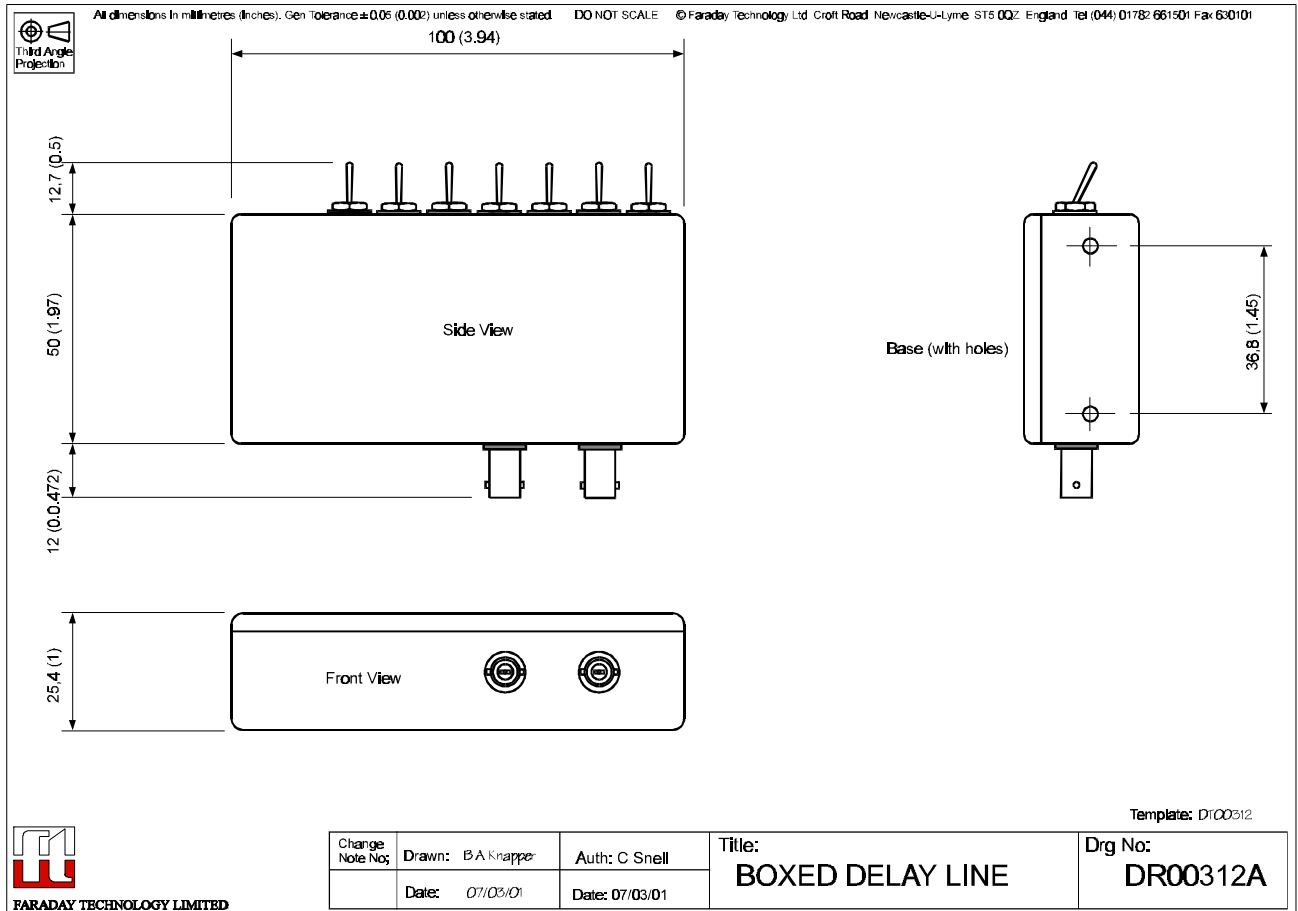 All dimensions in millimetres (inches). Gen Tolerance ± 0,05 (0.002) unless otherwise stated DO NOT SCALE © Faraday Technology Ltd Croft Road Newcastle-U-Lyme ST5 0QZ England Tel (044) 01782 661501 Fax 630101
Third Angle
Projection
100 (3.94)
12,7 (0.5)
50 (1.97)
Side View
Base (with holes)
36,8 (1.45)
12 (0.0.472)
25,4 (1)
Front View
Template: DT00312
Change
Note No;
Drawn: B A Knapper
Auth: C Snell
Title:
BOXED DELAY LINE
Drg No:
DR00312A
Date: 07/03/01
Date: 07/03/01
FARADAY TECHNOLOGY LIMITED